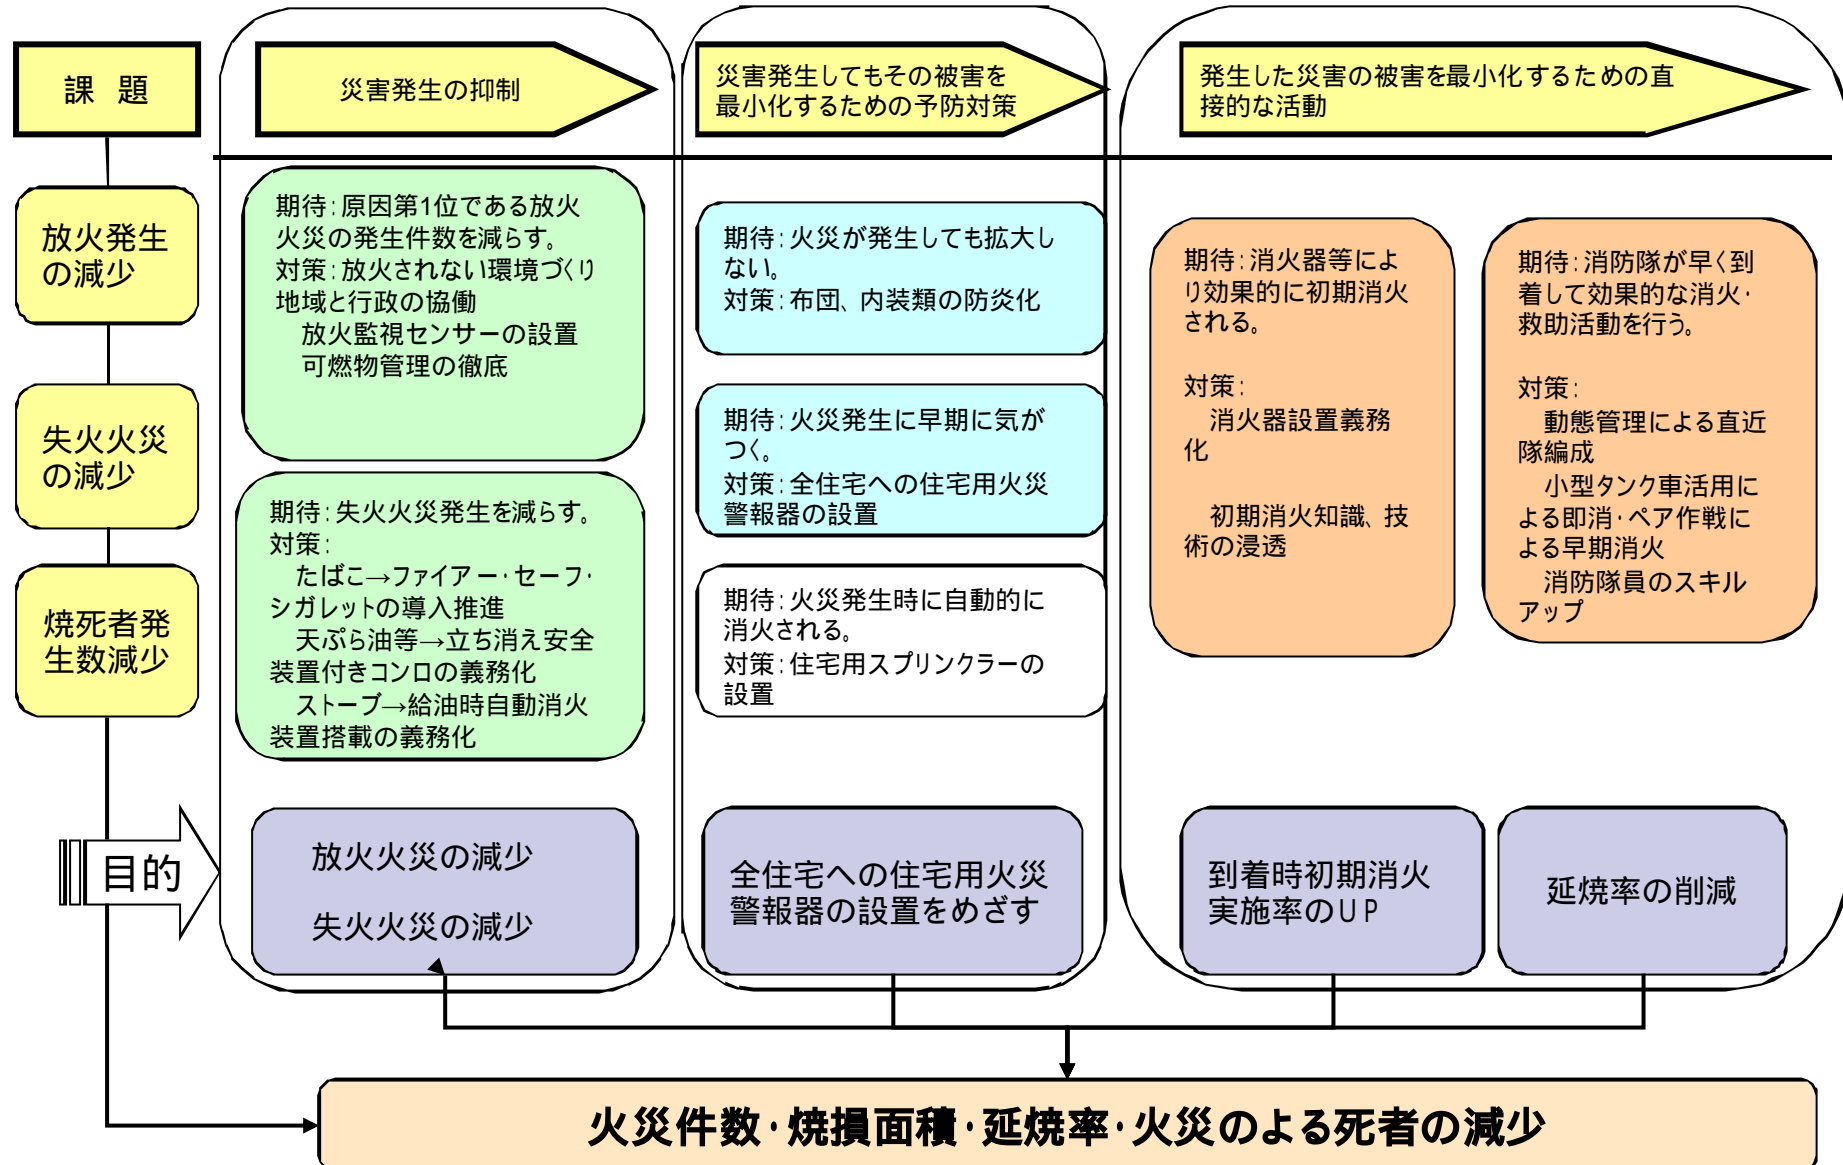 課 題
災害発生の抑制
災害発生してもその被害を
最小化するための予防対策
発生した災害の被害を最小化するための直
接的な活動
放火発生
の減少
失火火災
の減少
焼死者発
生数減少
期待:原因第1位である放火
火災の発生件数を減らす。
対策:放火されない環境づくり
地域と行政の協働
放火監視センサーの設置
可燃物管理の徹底
期待:失火火災発生を減らす。
対策:
たばこ→ファイアー・セーフ・
シガレットの導入推進
天ぷら油等→立ち消え安全
装置付きコンロの義務化
ストーブ→給油時自動消火
装置搭載の義務化
期待:火災が発生しても拡大し
ない。
対策:布団、内装類の防炎化
期待:火災発生に早期に気が
つく。
対策:全住宅への住宅用火災
警報器の設置
期待:火災発生時に自動的に
消火される。
対策:住宅用スプリンクラーの
設置
期待:消火器等によ
り効果的に初期消火
される。
対策:
消火器設置義務
化
初期消火知識、技
術の浸透
期待:消防隊が早く到
着して効果的な消火・
救助活動を行う。
対策:
動態管理による直近
隊編成
小型タンク車活用に
よる即消・ペア作戦に
よる早期消火
消防隊員のスキル
アップ
目的
放火火災の減少
失火火災の減少
全住宅への住宅用火災
警報器の設置をめざす
到着時初期消火
実施率のUP
延焼率の削減
火災件数・焼損面積・延焼率・火災のよる死者の減少